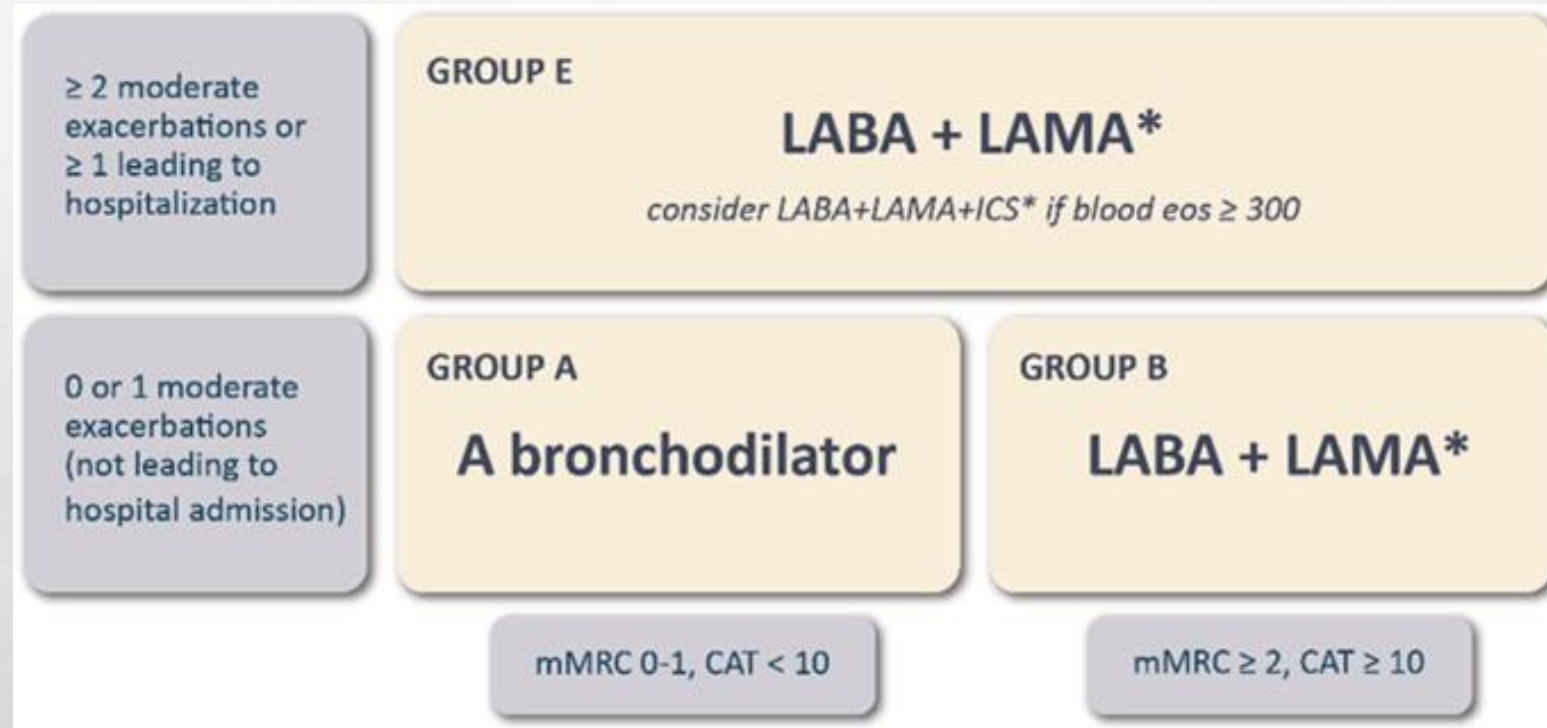 ≥ 2 moderate
exacerbations or
≥ 1 leading to
hospitalization
GROUP E
LABA + LAMA*
consider LABA+LAMA+ICS* if blood eos ≥ 300
0 or 1 moderate
exacerbations
(not leading to
hospital admission)
GROUP A
A bronchodilator
GROUP B
LABA + LAMA*
mMRC 0-1, CAT < 10
mMRC ≥ 2, CAT ≥ 10